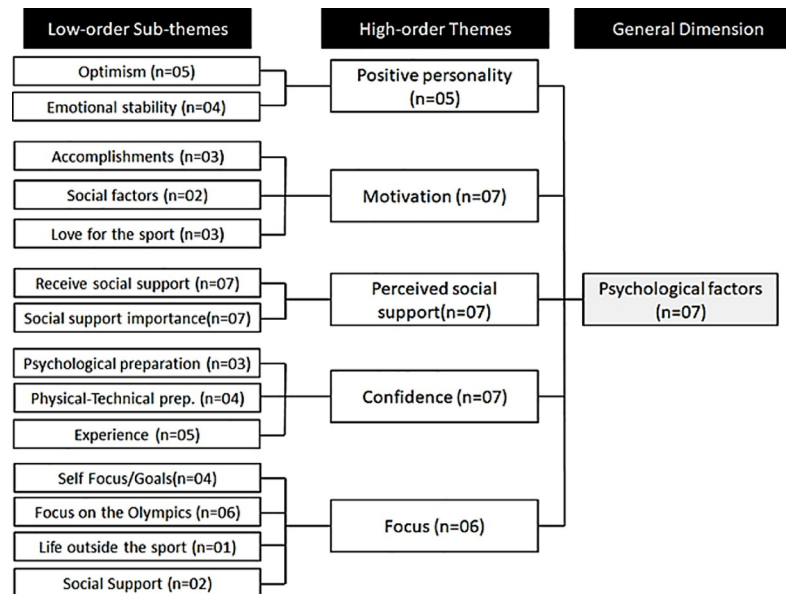 Low-order Sub-themes
High-order Themes
General Dimension
Optimism (n=05)
Emotional stability (n=04)
Positive personality
(n=05)
Accomplishments (n=03)
Social factors (n=02)
Love for the sport (n=03)
Motivation (n=07)
Receive social support (n=07)
Social support importance(n=07)
Perceived social
support(n=07)
Psychological factors
(n=07)
Psychological preparation (n=03)
Physical-Technical prep. (n=04)
Experience (n=05)
Confidence (n=07)
Self Focus/Goals(n=04)
Focus on the Olympics (n=06)
Life outside the sport (n=01)
Social Support (n=02)
Focus (n=06)